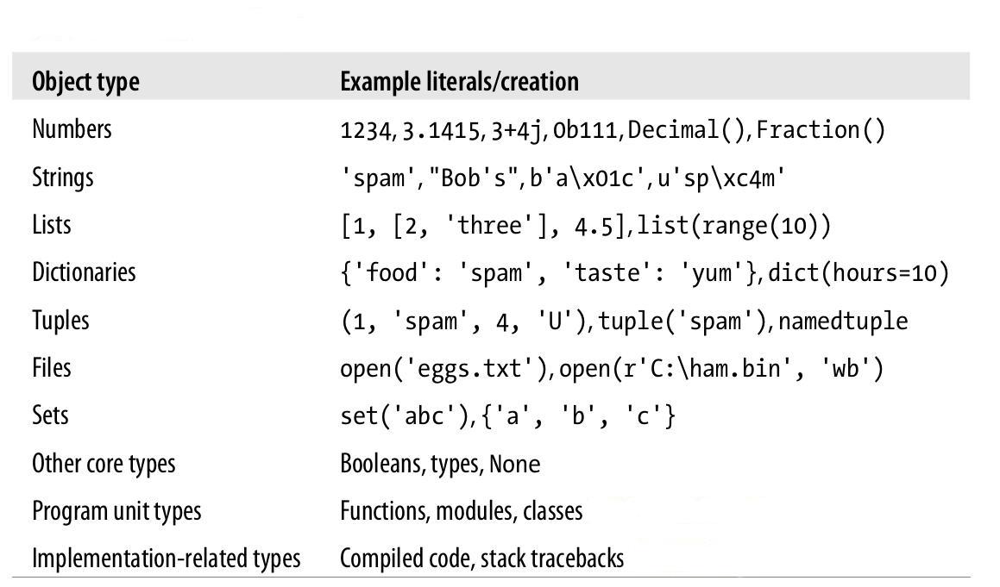 Object type Example literals/creation
Numbers 1234, 3.1415, 3+4j, 0b111, Decimal(), Fraction()
Strings 'spam', "Bob's", b'a\x01c', u'sp\xc4m'
Lists [1, [2, 'three'], 4.5], list(range(10))
Dictionaries {'food': 'spam', 'taste': 'yum'}, dict(hours=10)
Tuples (1, 'spam', 4, 'U'), tuple('spam'), namedtuple
Files open('eggs.txt'), open(r'C:\ham.bin', 'wb')
Sets set('abc'), {'a', 'b', 'c'}
Other core types Booleans, types, None
Program unit types Functions, modules, classes
Implementation-related types Compiled code, stack tracebacks